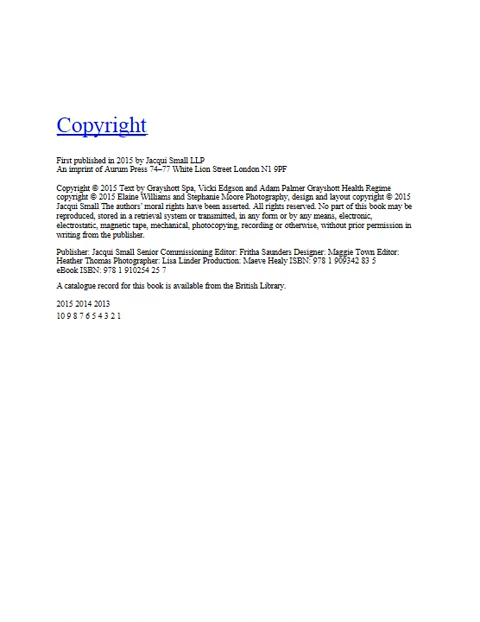 Copyright
First published in 2015 by Jacqui Small LLP
An imprint of Aurum Press 74–77 White Lion Street London N1 9PF
Copyright © 2015 Text by Grayshott Spa, Vicki Edgson and Adam Palmer Grayshott Health Regime
copyright © 2015 Elaine Williams and Stephanie Moore Photography, design and layout copyright © 2015
Jacqui Small The authors’ moral rights have been asserted. All rights reserved. No part of this book may be
reproduced, stored in a retrieval system or transmitted, in any form or by any means, electronic,
electrostatic, magnetic tape, mechanical, photocopying, recording or otherwise, without prior permission in
writing from the publisher.
Publisher: Jacqui Small Senior Commissioning Editor: Fritha Saunders Designer: Maggie Town Editor:
Heather Thomas Photographer: Lisa Linder Production: Maeve Healy ISBN: 978 1 909342 83 5
eBook ISBN: 978 1 910254 25 7
A catalogue record for this book is available from the British Library.
2015 2014 2013
10 9 8 7 6 5 4 3 2 1